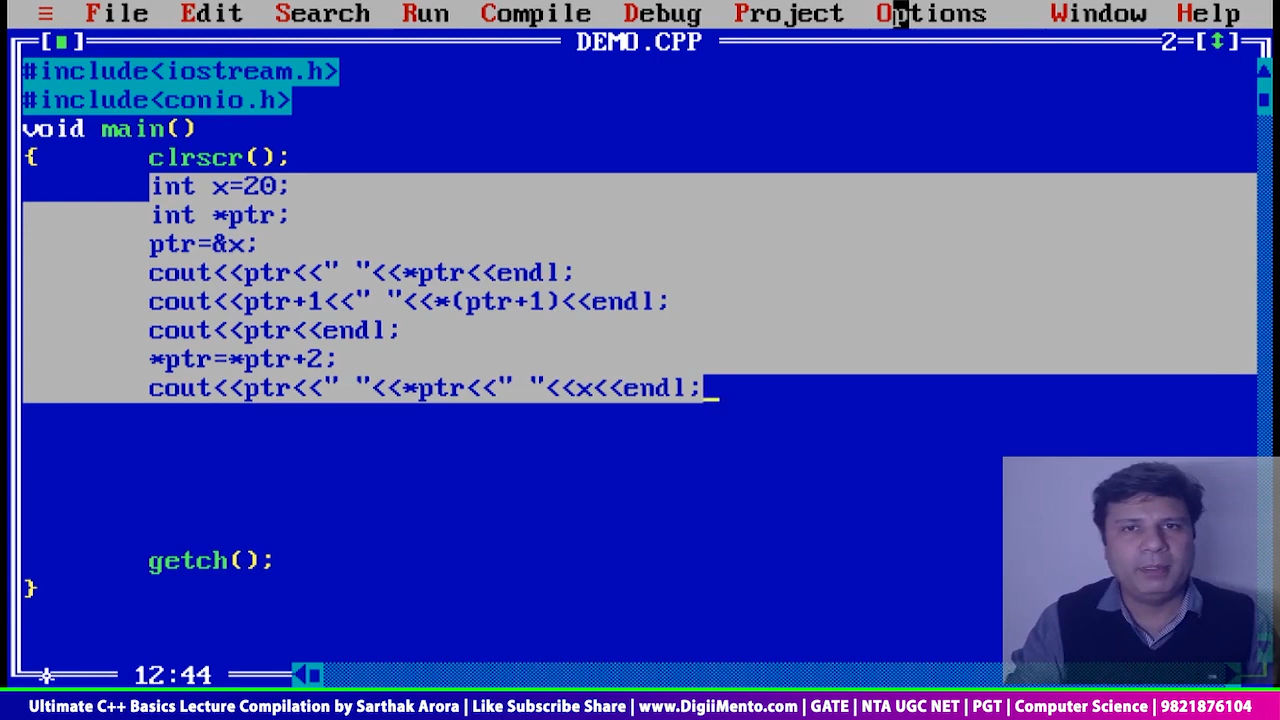 ≡ File Edit Search Run Compile Debug Project Options Window Help
DEMO.CPP 2
#include<iostream.h>
#include<conio.h>
void main()
{ clrscr();
int x=20;
int *ptr;
ptr=&x;
cout<<ptr<<" "<<*ptr<<endl;
cout<<ptr+1<<" "<<*(ptr+1)<<endl;
cout<<ptr<<endl;
*ptr=*ptr+2;
cout<<ptr<<" "<<*ptr<<" "<<x<<endl;_
getch();
}
12:44
Ultimate C++ Basics Lecture Compilation by Sarthak Arora | Like Subscribe Share | www.DigiiMento.com | GATE | NTA UGC NET | PGT | Computer Science | 9821876104